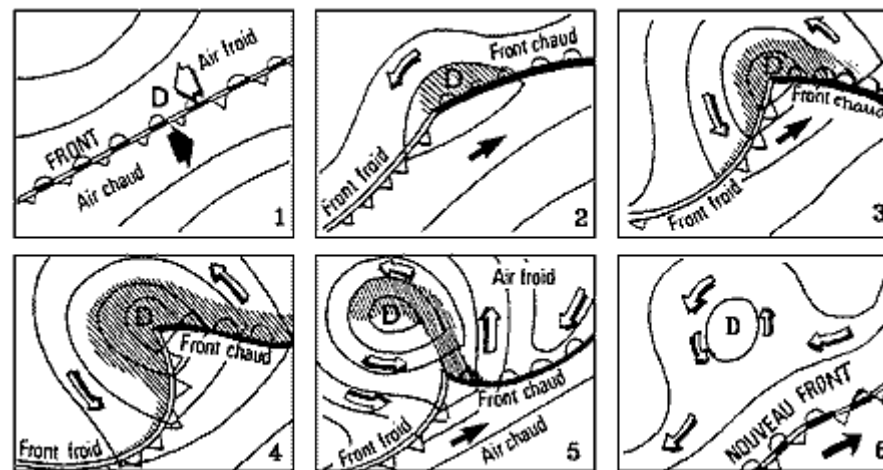 Air froid
D
FRONT
Air chaud
1
Front chaud
D
Front froid
2
D
Front chaud
Front froid
3
D
Front chaud
Front froid
4
Air froid
D
Front chaud
Front froid
Air chaud
5
D
NOUVEAU FRONT
6